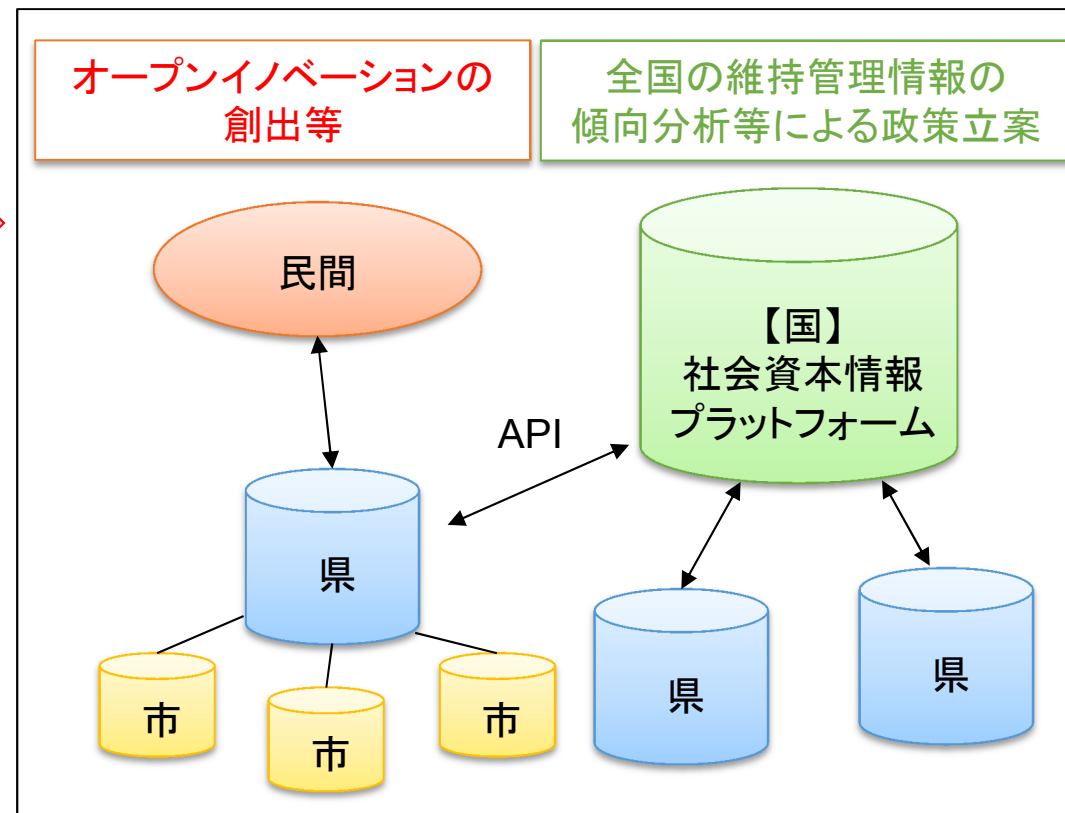 オープンイノベーションの
創出等
全国の維持管理情報の
傾向分析等による政策立案
民間
【国】
社会資本情報
プラットフォーム
API
県
市
市
市
県
県